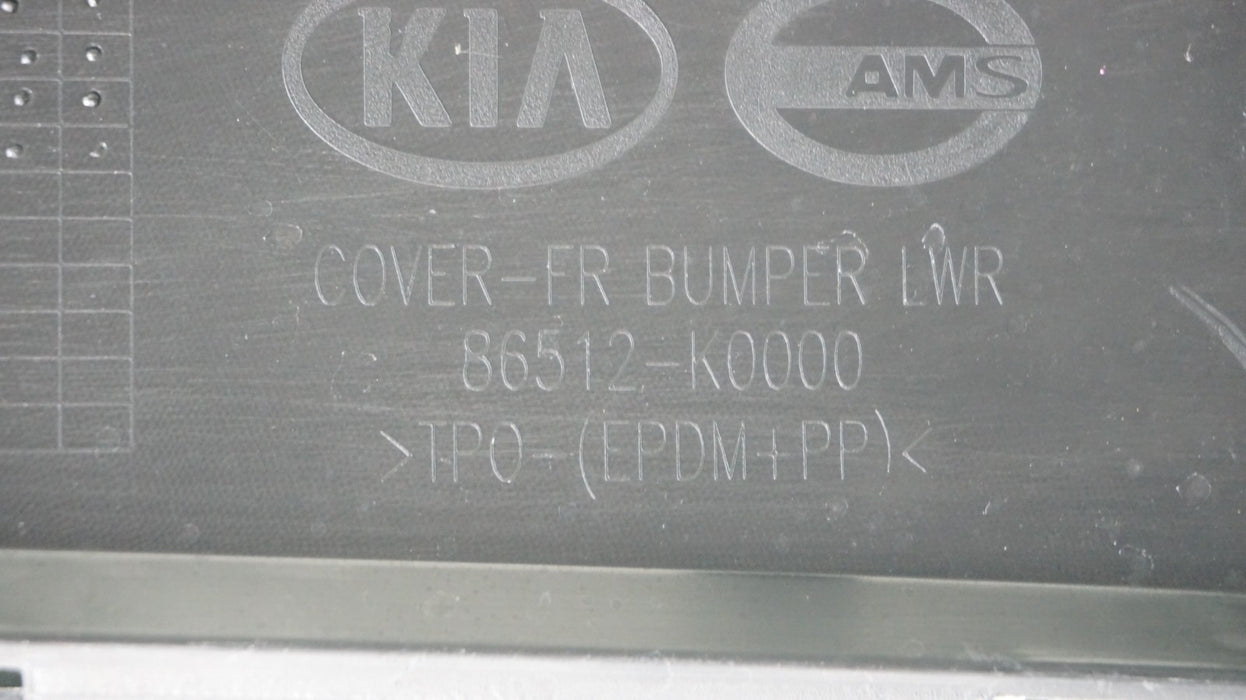 KIA AMS
COVER-FR BUMPER LWR
86512-K0000
>TPO-(EPDM+PP)<